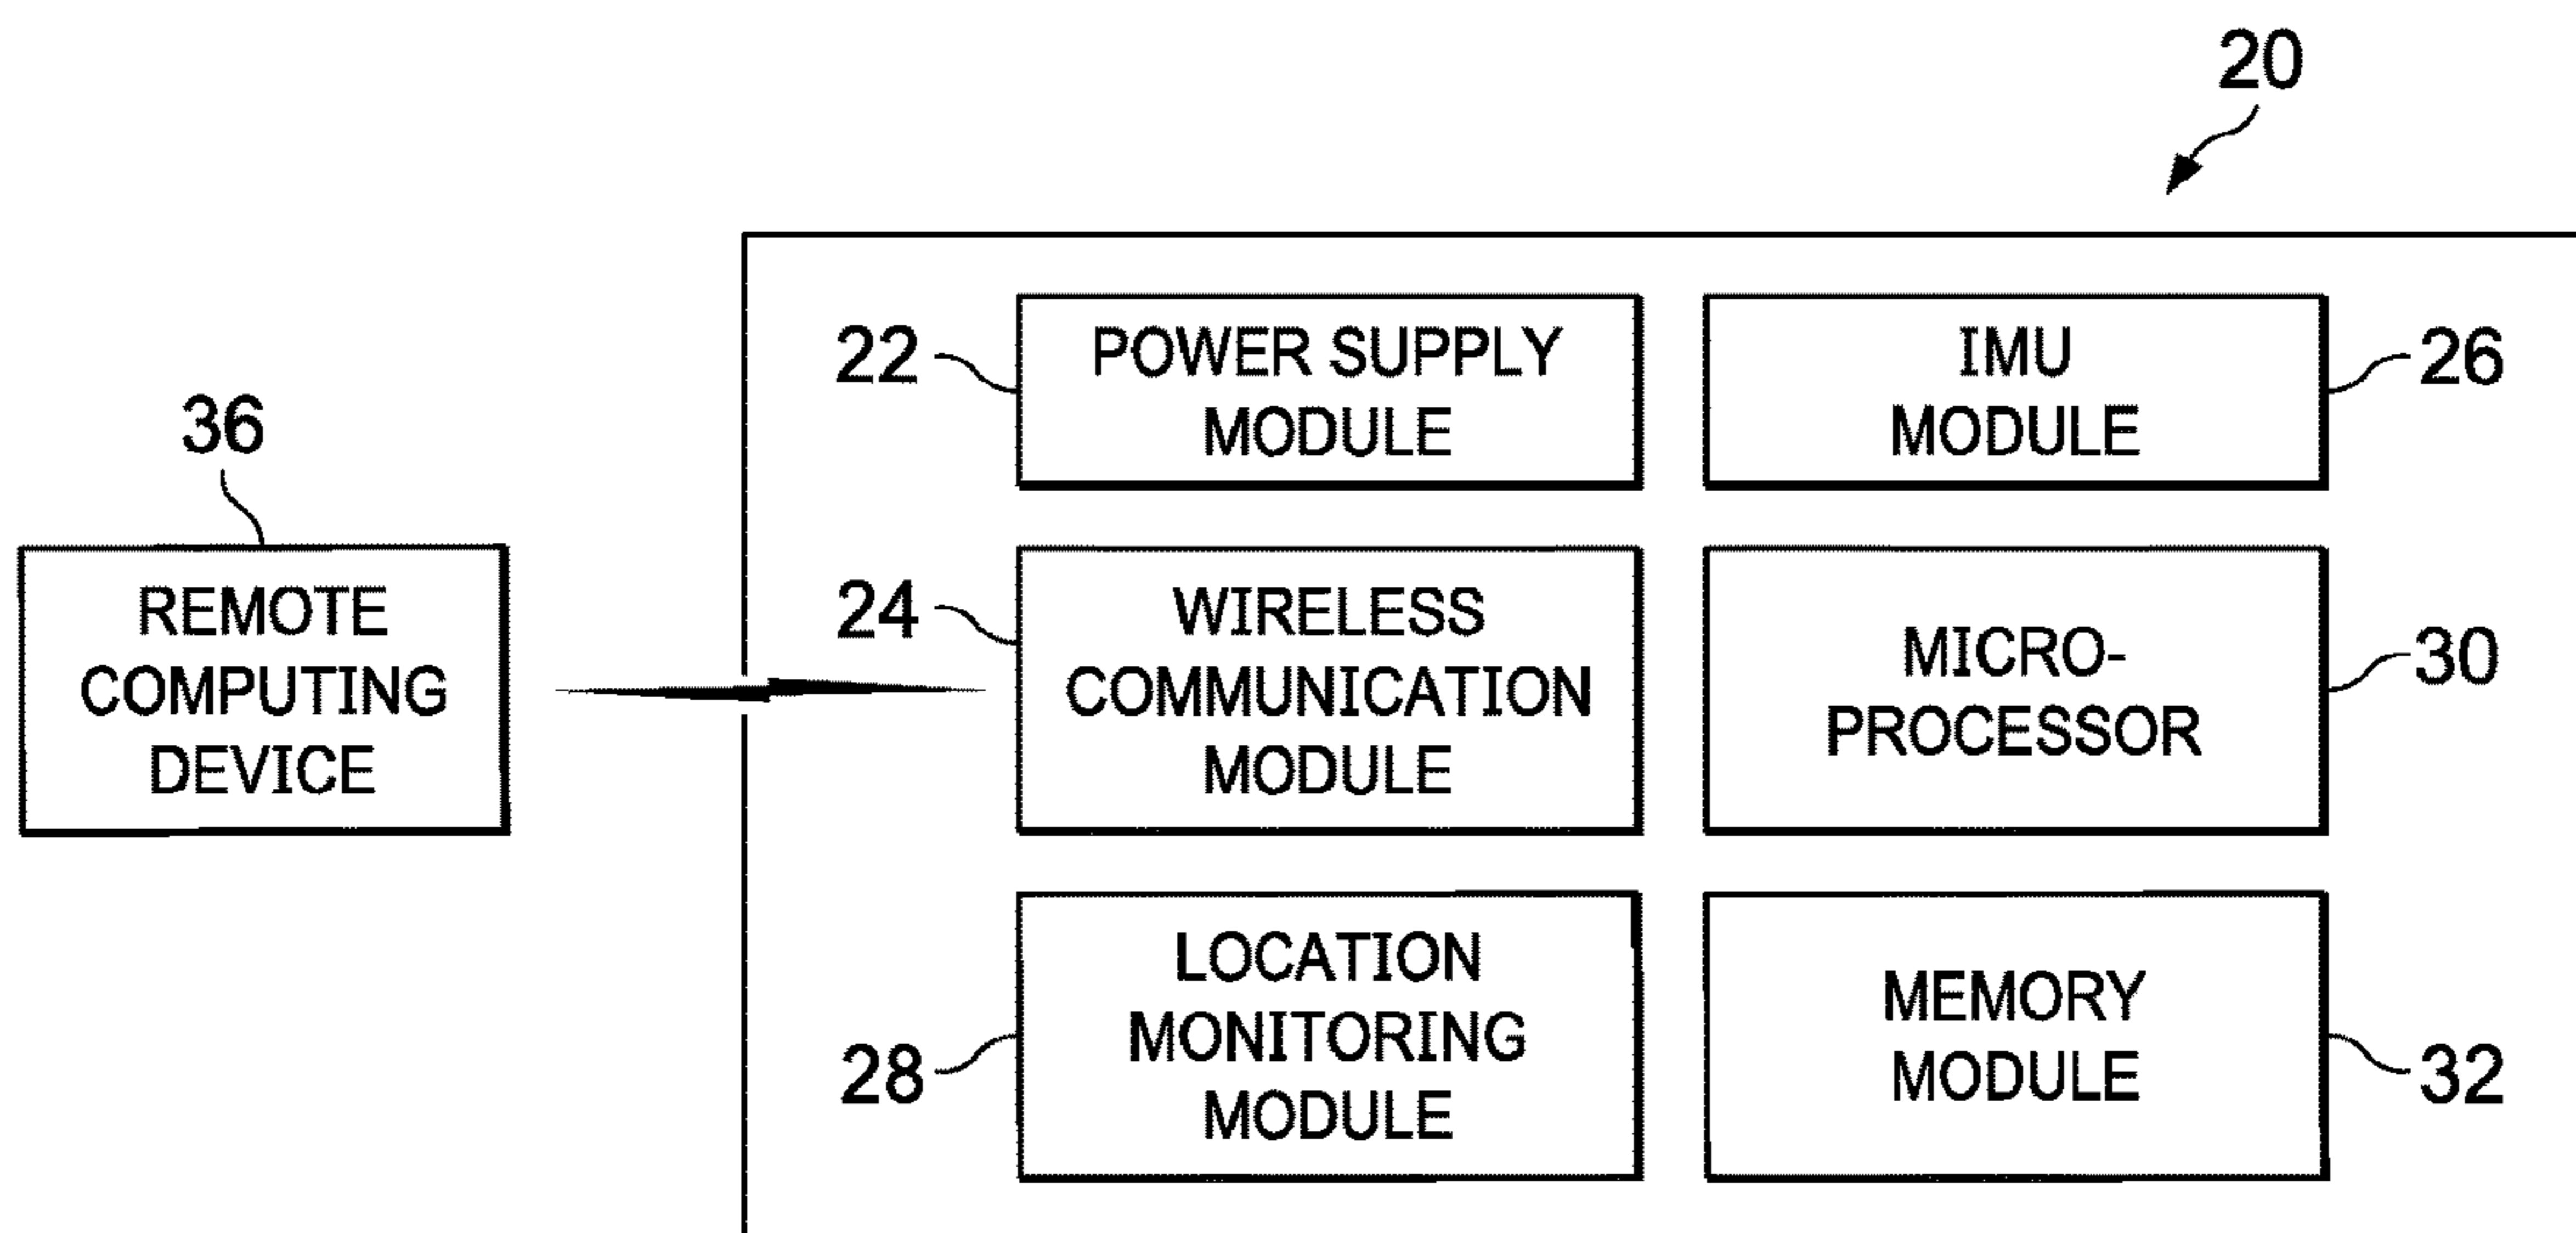 20
22
POWER SUPPLY
MODULE
IMU
MODULE
26
36
REMOTE
COMPUTING
DEVICE
24
WIRELESS
COMMUNICATION
MODULE
MICRO-
PROCESSOR
30
28
LOCATION
MONITORING
MODULE
MEMORY
MODULE
32